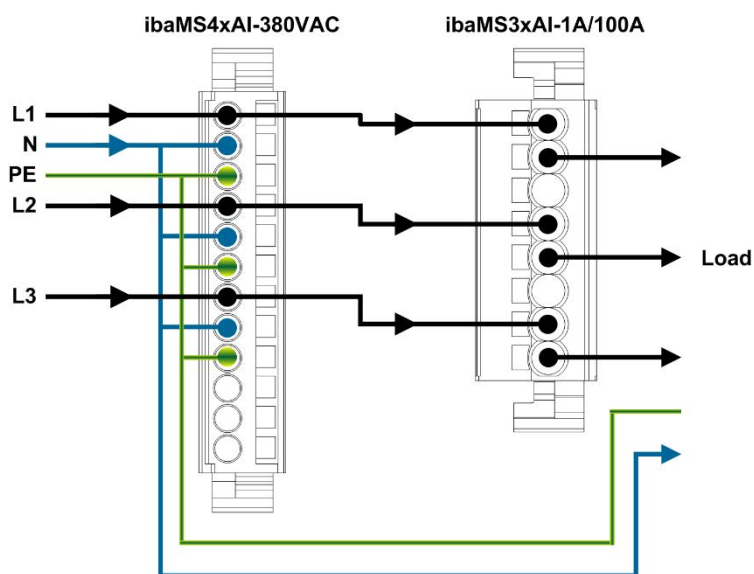 ibaMS4xAI-380VAC
ibaMS3xAI-1A/100A
L1
N
PE
L2
L3
Load